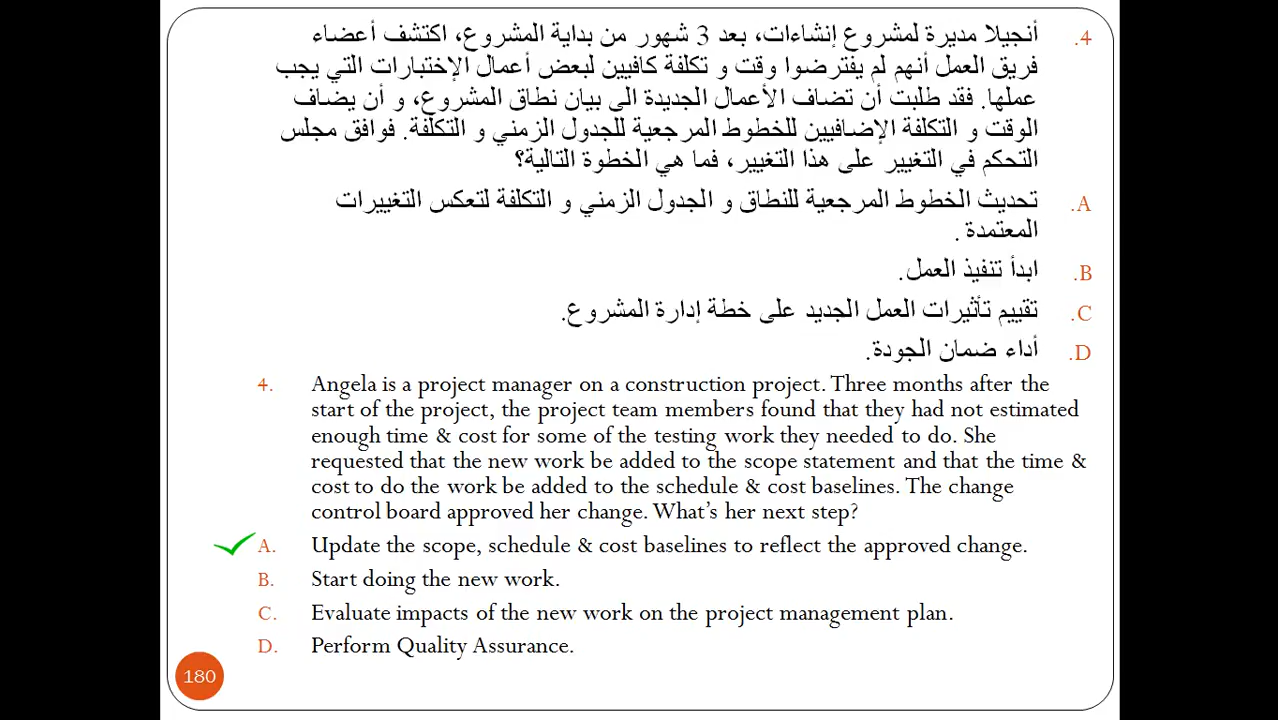 4. أنجيلا مديرة لمشروع إنشاءات، بعد 3 شهور من بداية المشروع، اكتشف أعضاء
فريق العمل أنهم لم يفترضوا وقت و تكلفة كافيين لبعض أعمال الإختبارات التي يجب
عملها. فقد طلبت أن تضاف الأعمال الجديدة الى بيان نطاق المشروع، و أن يضاف
الوقت و التكلفة الإضافيين للخطوط المرجعية للجدول الزمني و التكلفة. فوافق مجلس
التحكم في التغيير على هذا التغيير، فما هي الخطوة التالية؟
A. تحديث الخطوط المرجعية للنطاق و الجدول الزمني و التكلفة لتعكس التغييرات
المعتمدة .
B. ابدأ تنفيذ العمل.
C. تقييم تأثيرات العمل الجديد على خطة إدارة المشروع.
D. أداء ضمان الجودة.
4. Angela is a project manager on a construction project. Three months after the
start of the project, the project team members found that they had not estimated
enough time & cost for some of the testing work they needed to do. She
requested that the new work be added to the scope statement and that the time &
cost to do the work be added to the schedule & cost baselines. The change
control board approved her change. What's her next step?
A. Update the scope, schedule & cost baselines to reflect the approved change.
B. Start doing the new work.
C. Evaluate impacts of the new work on the project management plan.
D. Perform Quality Assurance.
180